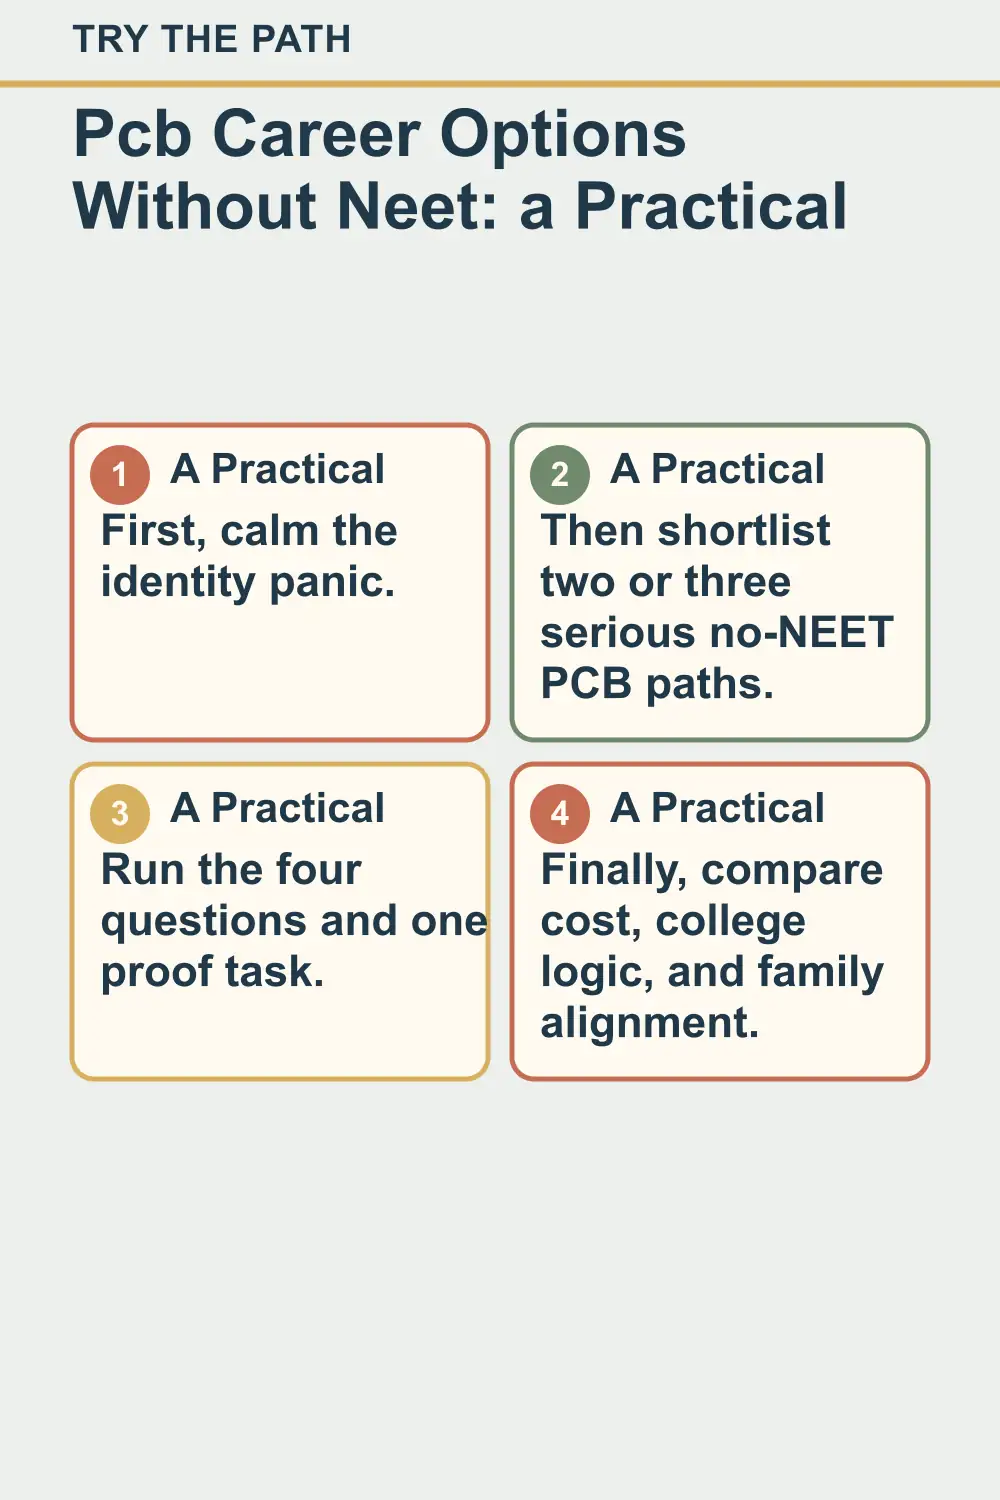 TRY THE PATH
Pcb Career Options
Without Neet: a Practical
1 A Practical
First, calm the
identity panic.
2 A Practical
Then shortlist
two or three
serious no-NEET
PCB paths.
3 A Practical
Run the four
questions and one
proof task.
4 A Practical
Finally, compare
cost, college
logic, and family
alignment.